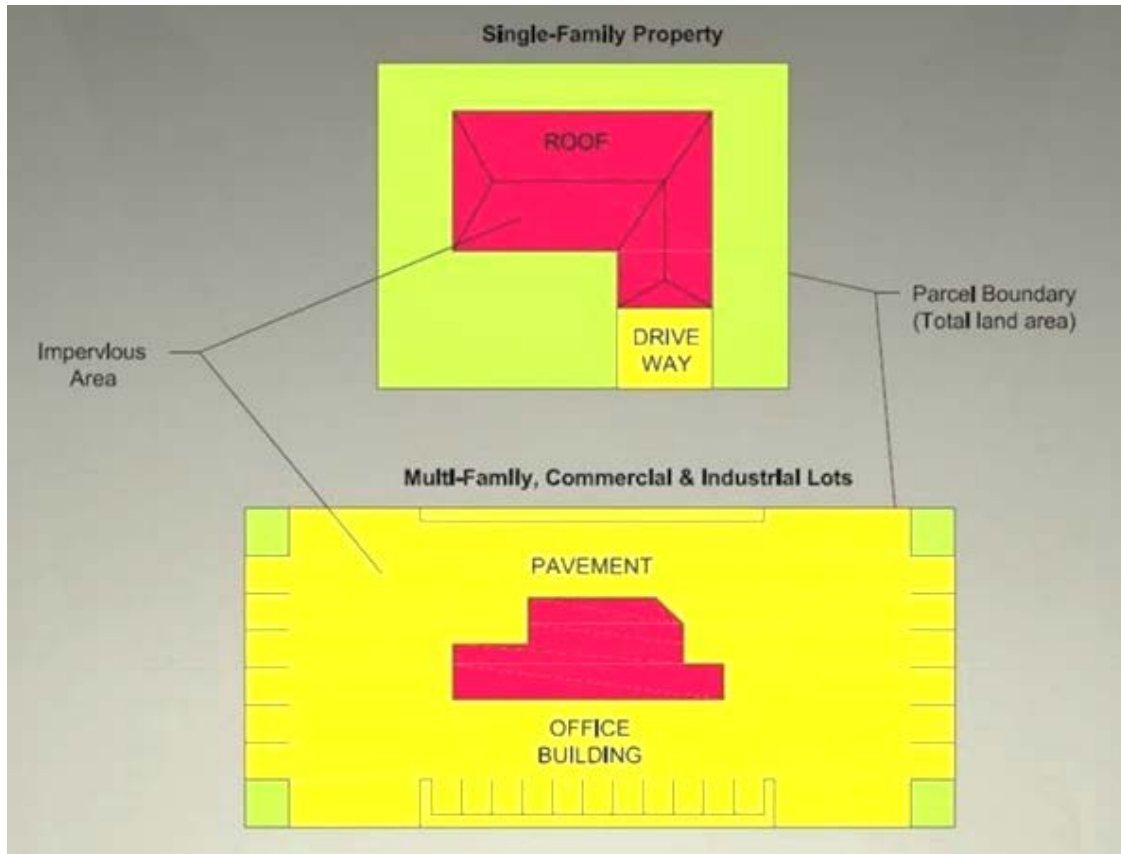 Single-Family Property
ROOF
DRIVE
WAY
Parcel Boundary
(Total land area)
Impervious
Area
Multi-Family, Commercial & Industrial Lots
PAVEMENT
OFFICE
BUILDING